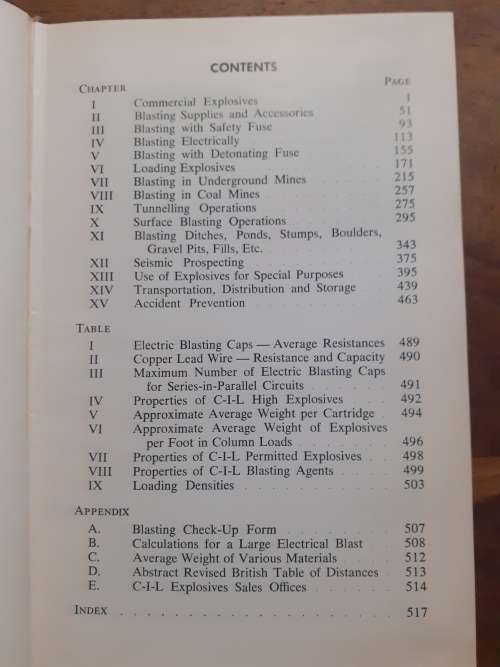 CONTENTS
CHAPTER PAGE
I Commercial Explosives 1
II Blasting Supplies and Accessories 51
III Blasting with Safety Fuse 93
IV Blasting Electrically 113
V Blasting with Detonating Fuse 155
VI Loading Explosives 171
VII Blasting in Underground Mines 215
VIII Blasting in Coal Mines 257
IX Tunnelling Operations 275
X Surface Blasting Operations 295
XI Blasting Ditches, Ponds, Stumps, Boulders,
Gravel Pits, Fills, Etc. 343
XII Seismic Prospecting 375
XIII Use of Explosives for Special Purposes 395
XIV Transportation, Distribution and Storage 439
XV Accident Prevention 463
TABLE
I Electric Blasting Caps — Average Resistances 489
II Copper Lead Wire — Resistance and Capacity 490
III Maximum Number of Electric Blasting Caps
for Series-in-Parallel Circuits 491
IV Properties of C-I-L High Explosives 492
V Approximate Average Weight per Cartridge 494
VI Approximate Average Weight of Explosives
per Foot in Column Loads 496
VII Properties of C-I-L Permitted Explosives 498
VIII Properties of C-I-L Blasting Agents 499
IX Loading Densities 503
APPENDIX
A. Blasting Check-Up Form 507
B. Calculations for a Large Electrical Blast 508
C. Average Weight of Various Materials 512
D. Abstract Revised British Table of Distances 513
E. C-I-L Explosives Sales Offices 514
INDEX 517